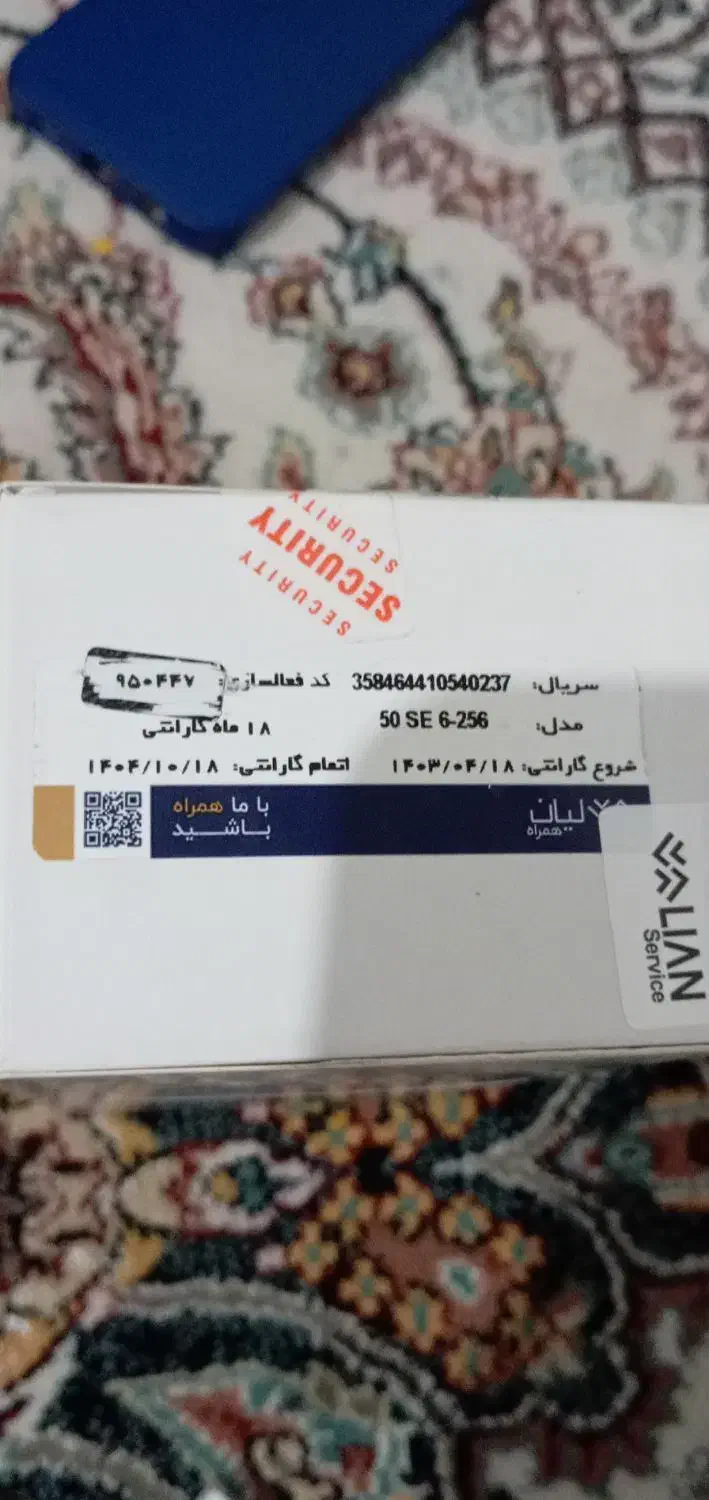 SECURITY
SECURITY
SECURITY
سریال: 358464410540237 کد فعالسازی: ۹۵۰۴۴۷
مدل: 50 SE 6-256 ۱۸ ماه گارانتی
شروع گارانتی: ۱۴۰۳/۰۴/۱۸ اتمام گارانتی: ۱۴۰۴/۱۰/۱۸
لیان همراه
با ما همراه
باشید
LIAN
Service